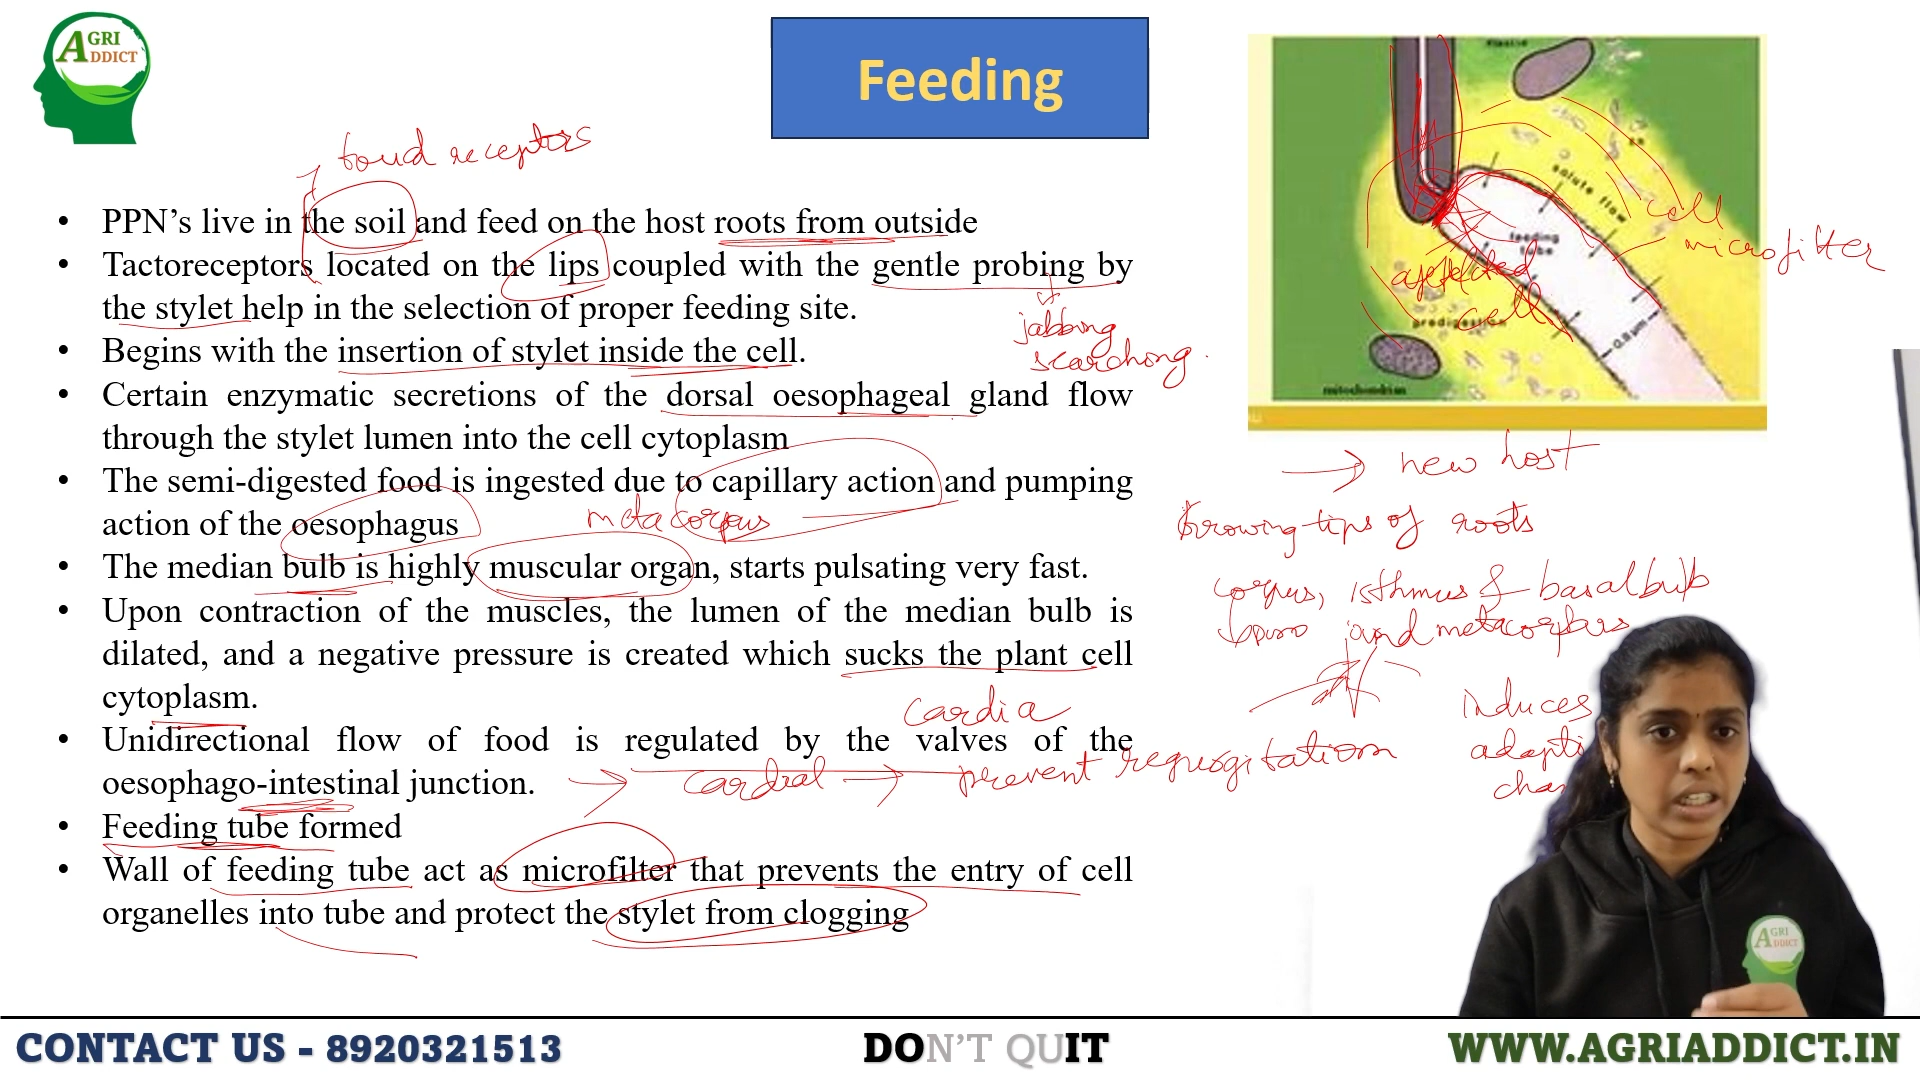 AGRI
ADDICT
Feeding
touch receptors
• PPN’s live in the soil and feed on the host roots from outside
• Tactoreceptors located on the lips coupled with the gentle probing by
the stylet help in the selection of proper feeding site.
jabbing
searching.
• Begins with the insertion of stylet inside the cell.
• Certain enzymatic secretions of the dorsal oesophageal gland flow
through the stylet lumen into the cell cytoplasm
• The semi-digested food is ingested due to capillary action and pumping
action of the oesophagus
metacorpus
• The median bulb is highly muscular organ, starts pulsating very fast.
• Upon contraction of the muscles, the lumen of the median bulb is
dilated, and a negative pressure is created which sucks the plant cell
cytoplasm.
cardia
• Unidirectional flow of food is regulated by the valves of the
oesophago-intestinal junction.
cardial → prevent
• Feeding tube formed
• Wall of feeding tube act as microfilter that prevents the entry of cell
organelles into tube and protect the stylet from clogging
solute flow
feeding
tube
cell
microfilter
affected
cell
predigestion
0.8µm
mitochondrion
→ new host
Growing tips of roots
corpus, isthmus & basal bulb
and metacorpus
induces
AGRI
ADDICT
CONTACT US - 8920321513
DON’T QUIT
WWW.AGRIADDICT.IN